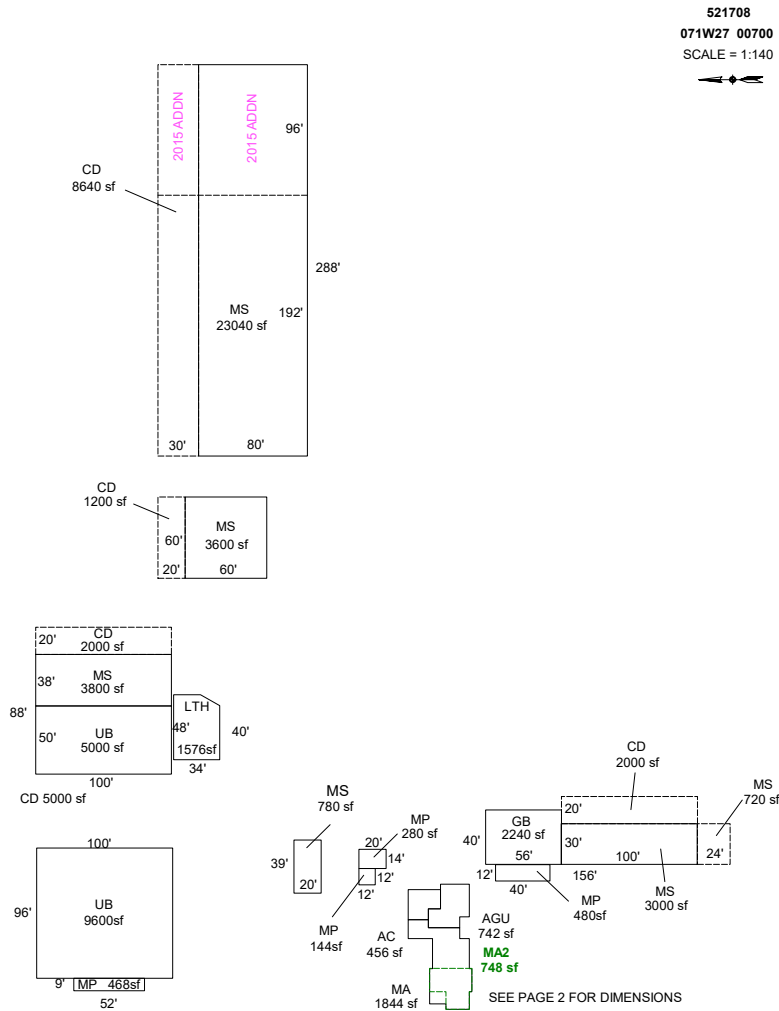 521708
071W27 00700
SCALE = 1:140
2015 ADDN
2015 ADDN
96'
CD
8640 sf
288'
MS
23040 sf
192'
30'
80'
CD
1200 sf
MS
3600 sf
60'
20'
60'
20'
CD
2000 sf
38'
MS
3800 sf
88'
50'
UB
5000 sf
LTH
48'
40'
1576sf
34'
100'
CD 5000 sf
CD
2000 sf
MS
720 sf
MS
780 sf
MP
280 sf
20'
GB
2240 sf
40'
30'
100'
24'
56'
156'
100'
39'
20'
20'
14'
12'
12'
12'
40'
MP
480sf
MS
3000 sf
96'
UB
9600sf
MP
144sf
AC
456 sf
AGU
742 sf
MA2
748 sf
9'
MP 468sf
52'
MA
1844 sf
SEE PAGE 2 FOR DIMENSIONS